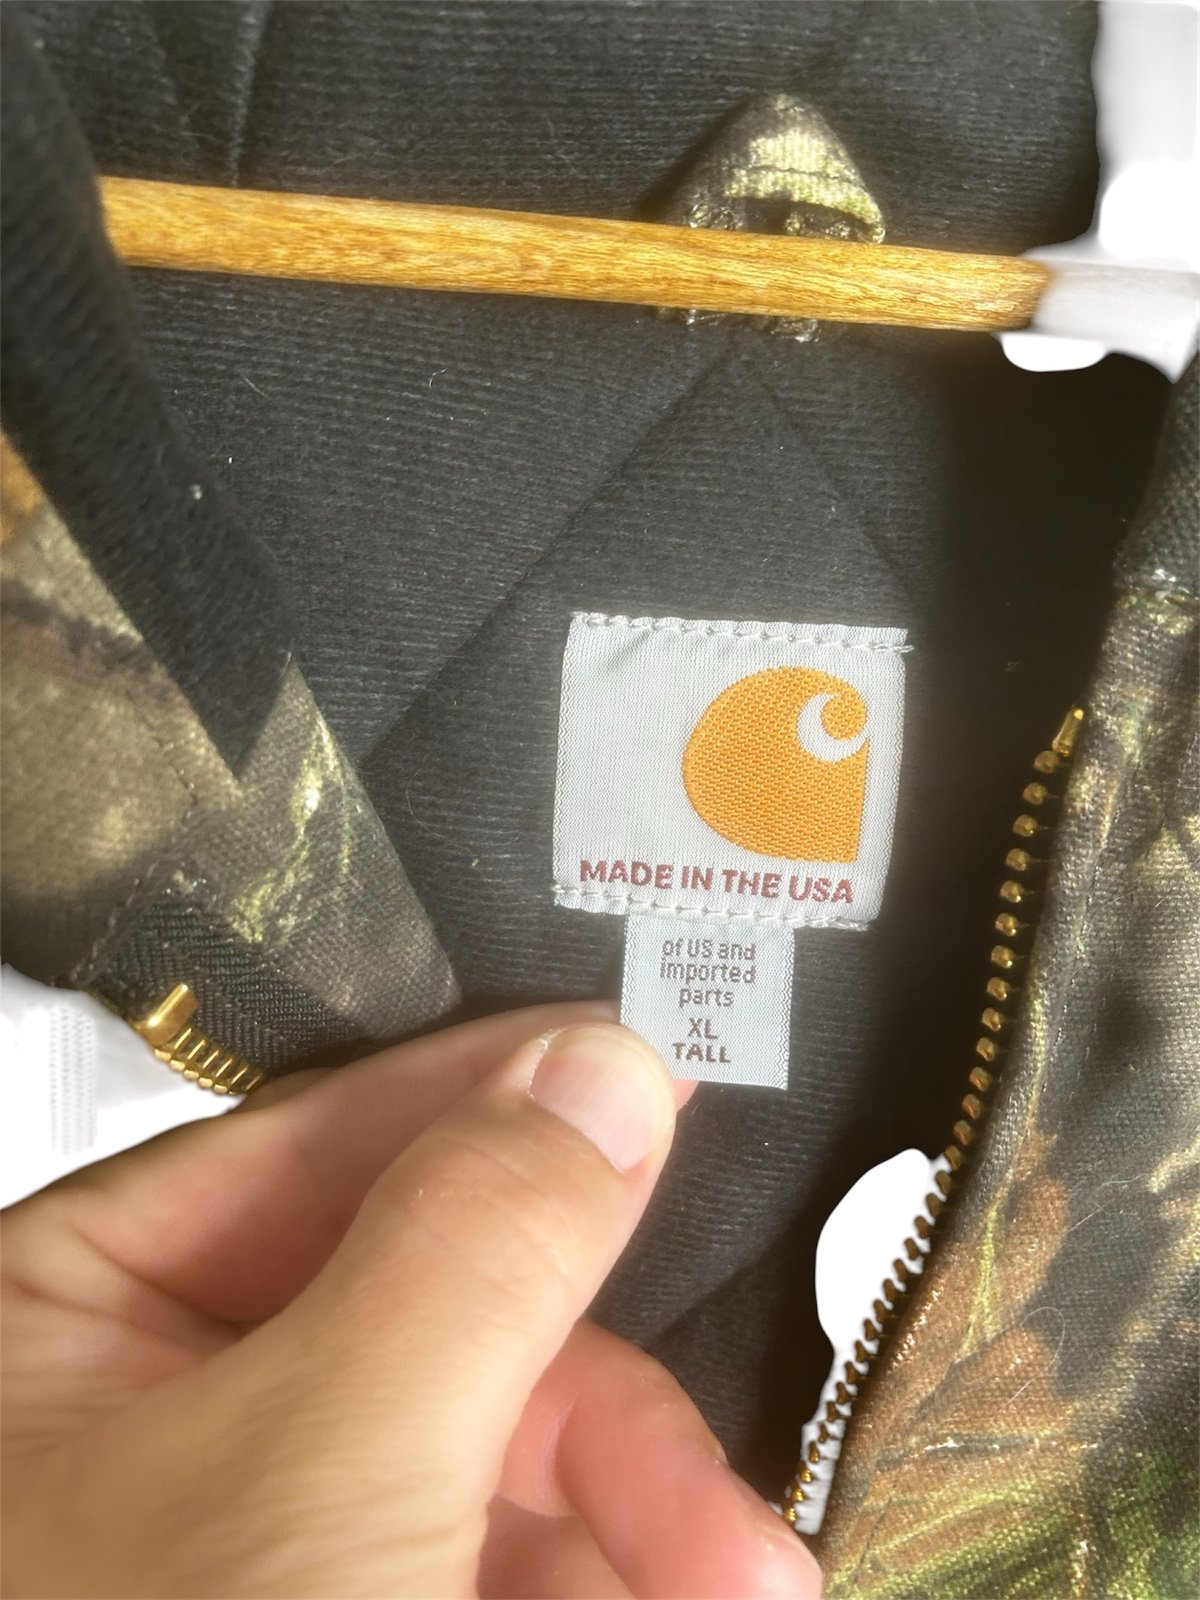 MADE IN THE USA
of US and
imported
parts
XL
TALL